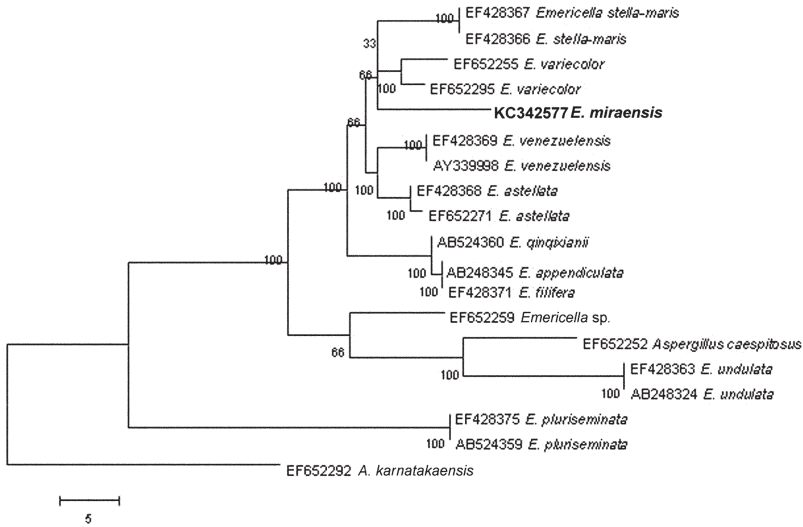 100 EF428367 Emericella stella-maris
EF428366 E. stella-maris
33
EF652255 E. variecolor
66
100 EF652295 E. variecolor
KC342577 E. miraensis
66
100 EF428369 E. venezuelensis
AY339998 E. venezuelensis
100 EF428368 E. astellata
100 EF652271 E. astellata
100
AB524360 E. qinqixianii
100 AB248345 E. appendiculata
100 EF428371 E. filifera
100
EF652259 Emericella sp.
66
EF652252 Aspergillus caespitosus
100 EF428363 E. undulata
100 AB248324 E. undulata
EF428375 E. pluriseminata
100 AB524359 E. pluriseminata
EF652292 A. karnatakaensis
5